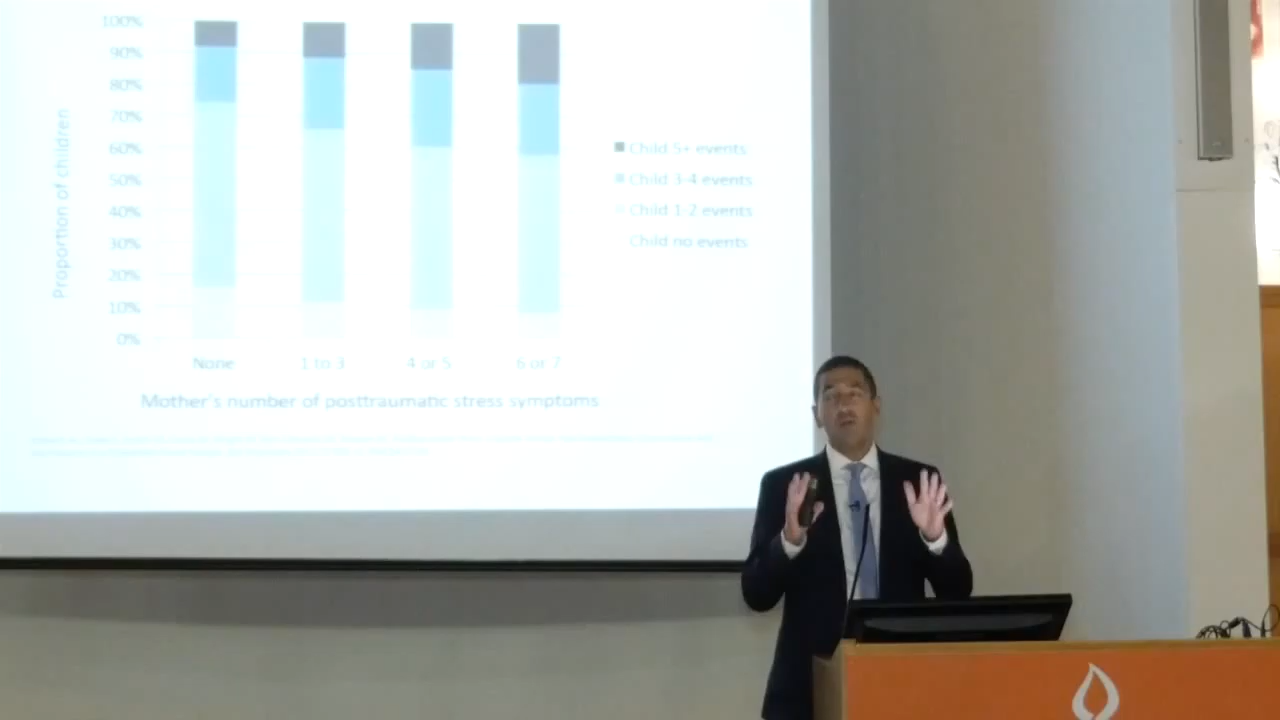 100%
90%
80%
70%
60%
50%
40%
30%
20%
10%
0%
Proportion of children
None
1 to 3
4 or 5
6 or 7
Mother's number of posttraumatic stress symptoms
Child 5+ events
Child 3-4 events
Child 1-2 events
Child no events